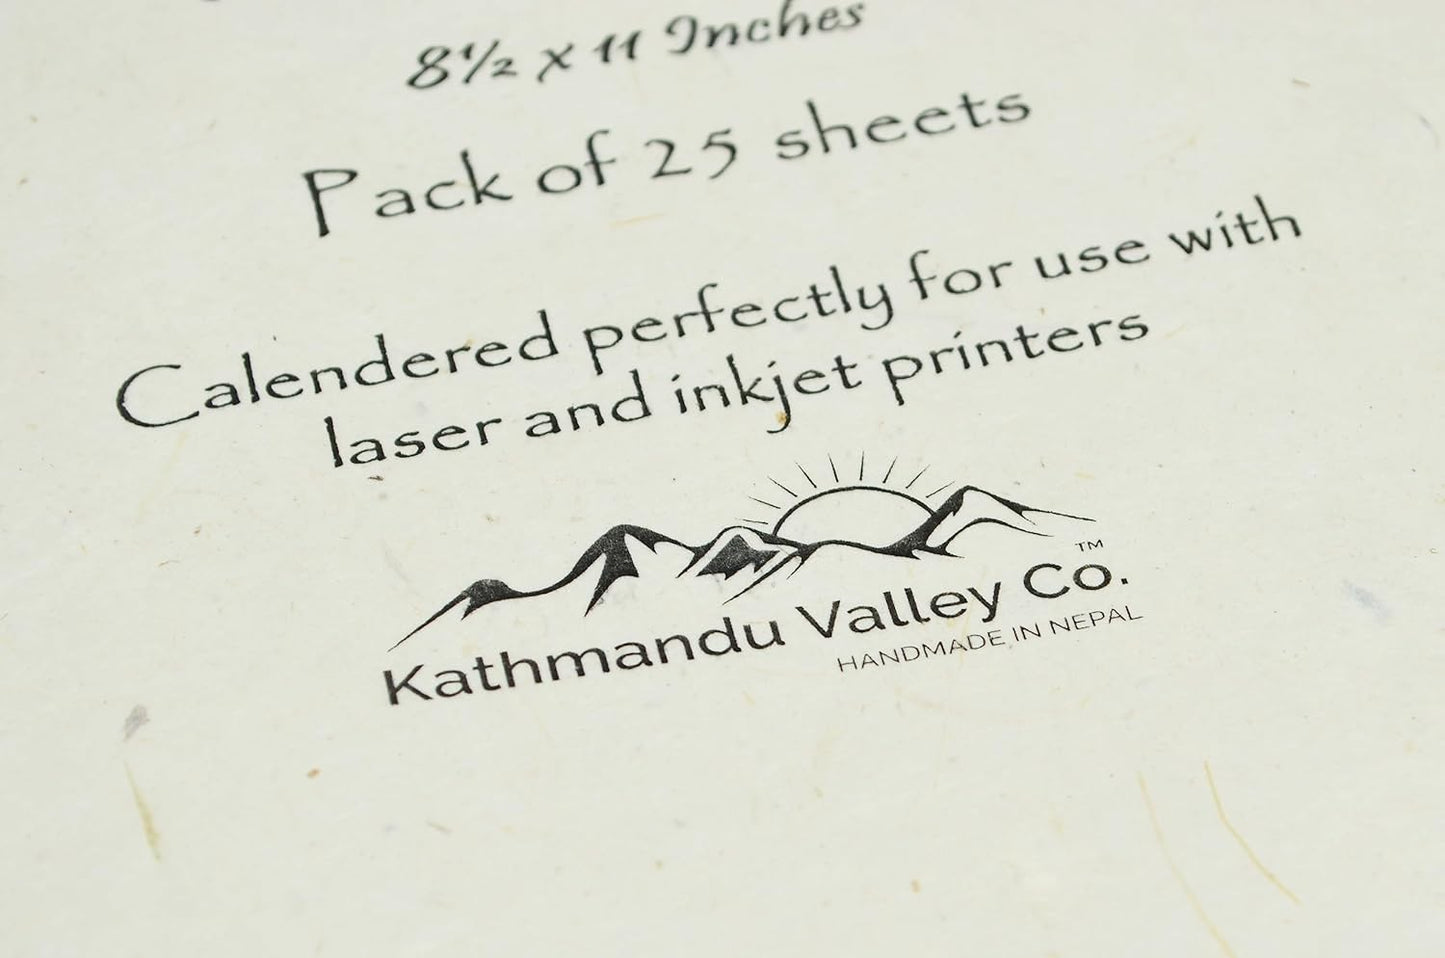 8½ x 11 Inches
Pack of 25 sheets
Calendered perfectly for use with
laser and inkjet printers
Kathmandu Valley Co.™
HANDMADE IN NEPAL